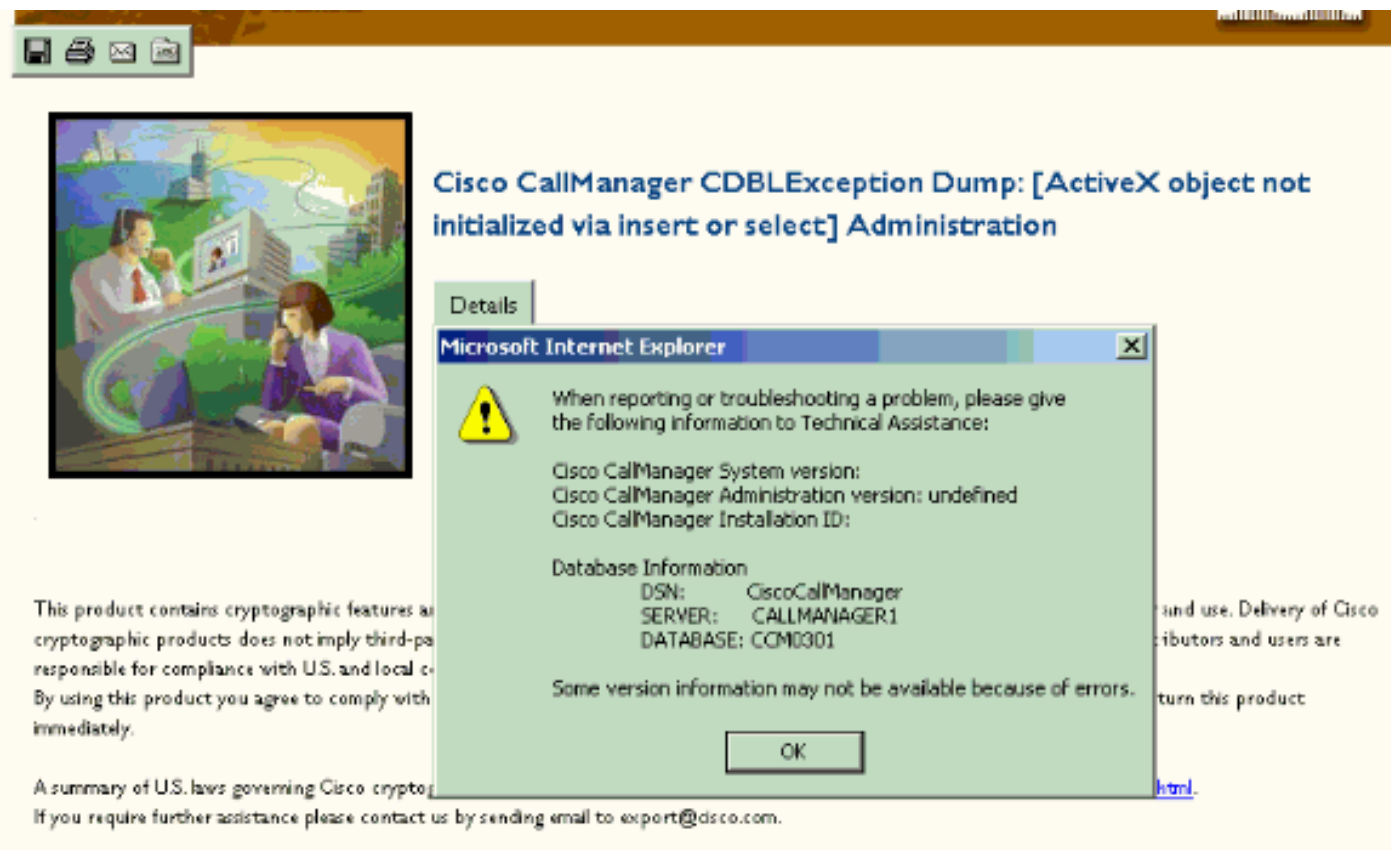 Cisco CallManager CDBLException Dump: [ActiveX object not
initialized via insert or select] Administration
Details
Microsoft Internet Explorer
When reporting or troubleshooting a problem, please give
the following information to Technical Assistance:
Cisco CallManager System version:
Cisco CallManager Administration version: undefined
Cisco CallManager Installation ID:
Database Information
DSN: CiscoCallManager
SERVER: CALLMANAGER1
DATABASE: CCM0301
Some version information may not be available because of errors.
OK
This product contains cryptographic features and use. Delivery of Cisco
cryptographic products does not imply users are
responsible for compliance with U.S. and local
By using this product you agree to comply with this product
immediately.
A summary of U.S. laws governing Cisco html.
If you require further assistance please contact us by sending email to export@cisco.com.